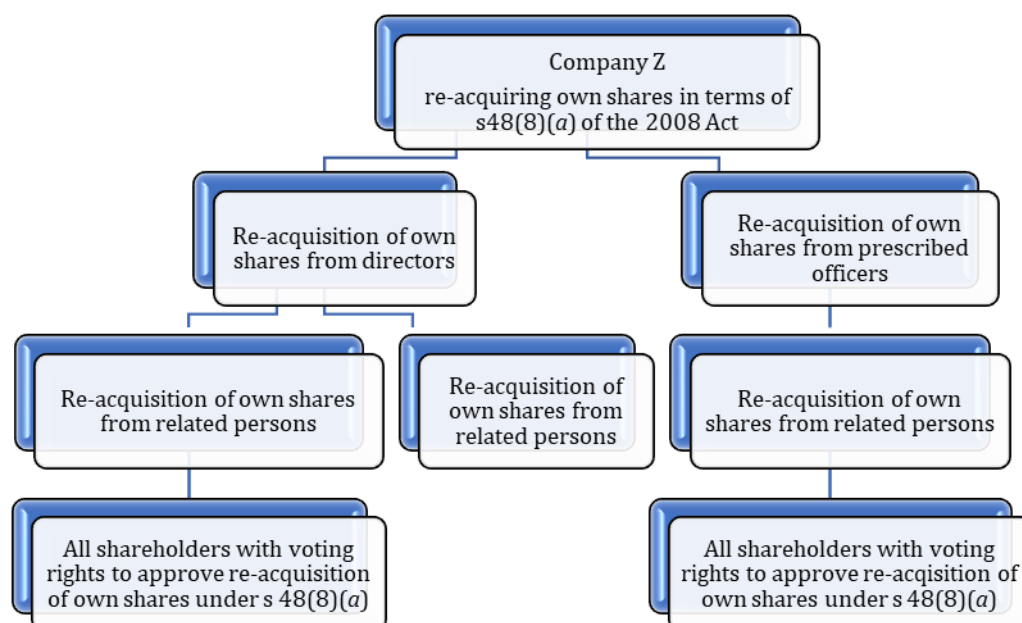 Company Z
re-acquiring own shares in terms of
s48(8)(a) of the 2008 Act
Re-acquisition of own
shares from directors
Re-acquisition of own
shares from prescribed
officers
Re-acquisition of own shares
from related persons
Re-acquisition of
own shares from
related persons
Re-acquisition of own
shares from related persons
All shareholders with voting
rights to approve re-acquisition
of own shares under s 48(8)(a)
All shareholders with voting
rights to approve re-acqisition of
own shares under s 48(8)(a)